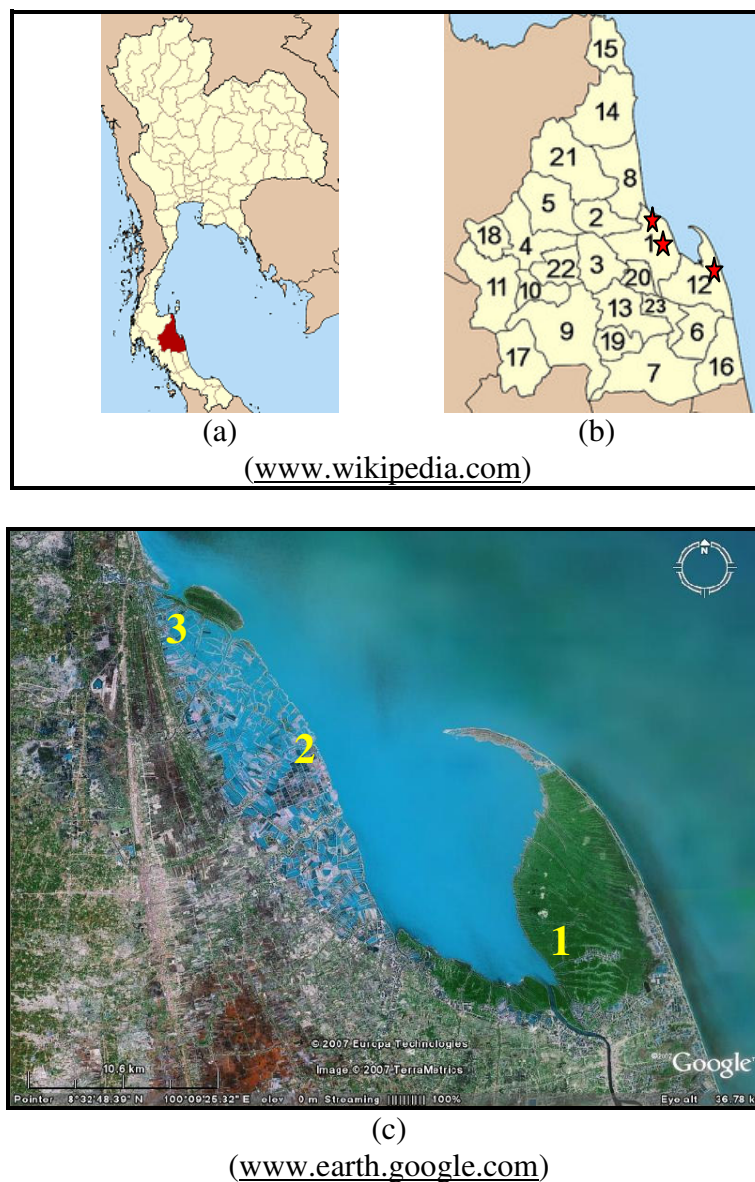 15
14
21
8
5
2
18
4
1
22
3
20
12
11
10
13
23
9
6
19
17
7
16
(a)
(b)
(www.wikipedia.com)
N
3
2
1
© 2007 Europa Technologies
10.6 km
Image © 2007 TerraMetrics
©2007 Google™
Pointer 8°32'48.39" N 100°09'25.32" E elev 0 m Streaming |||||||||| 100% Eye alt 36.78 k
(c)
(www.earth.google.com)